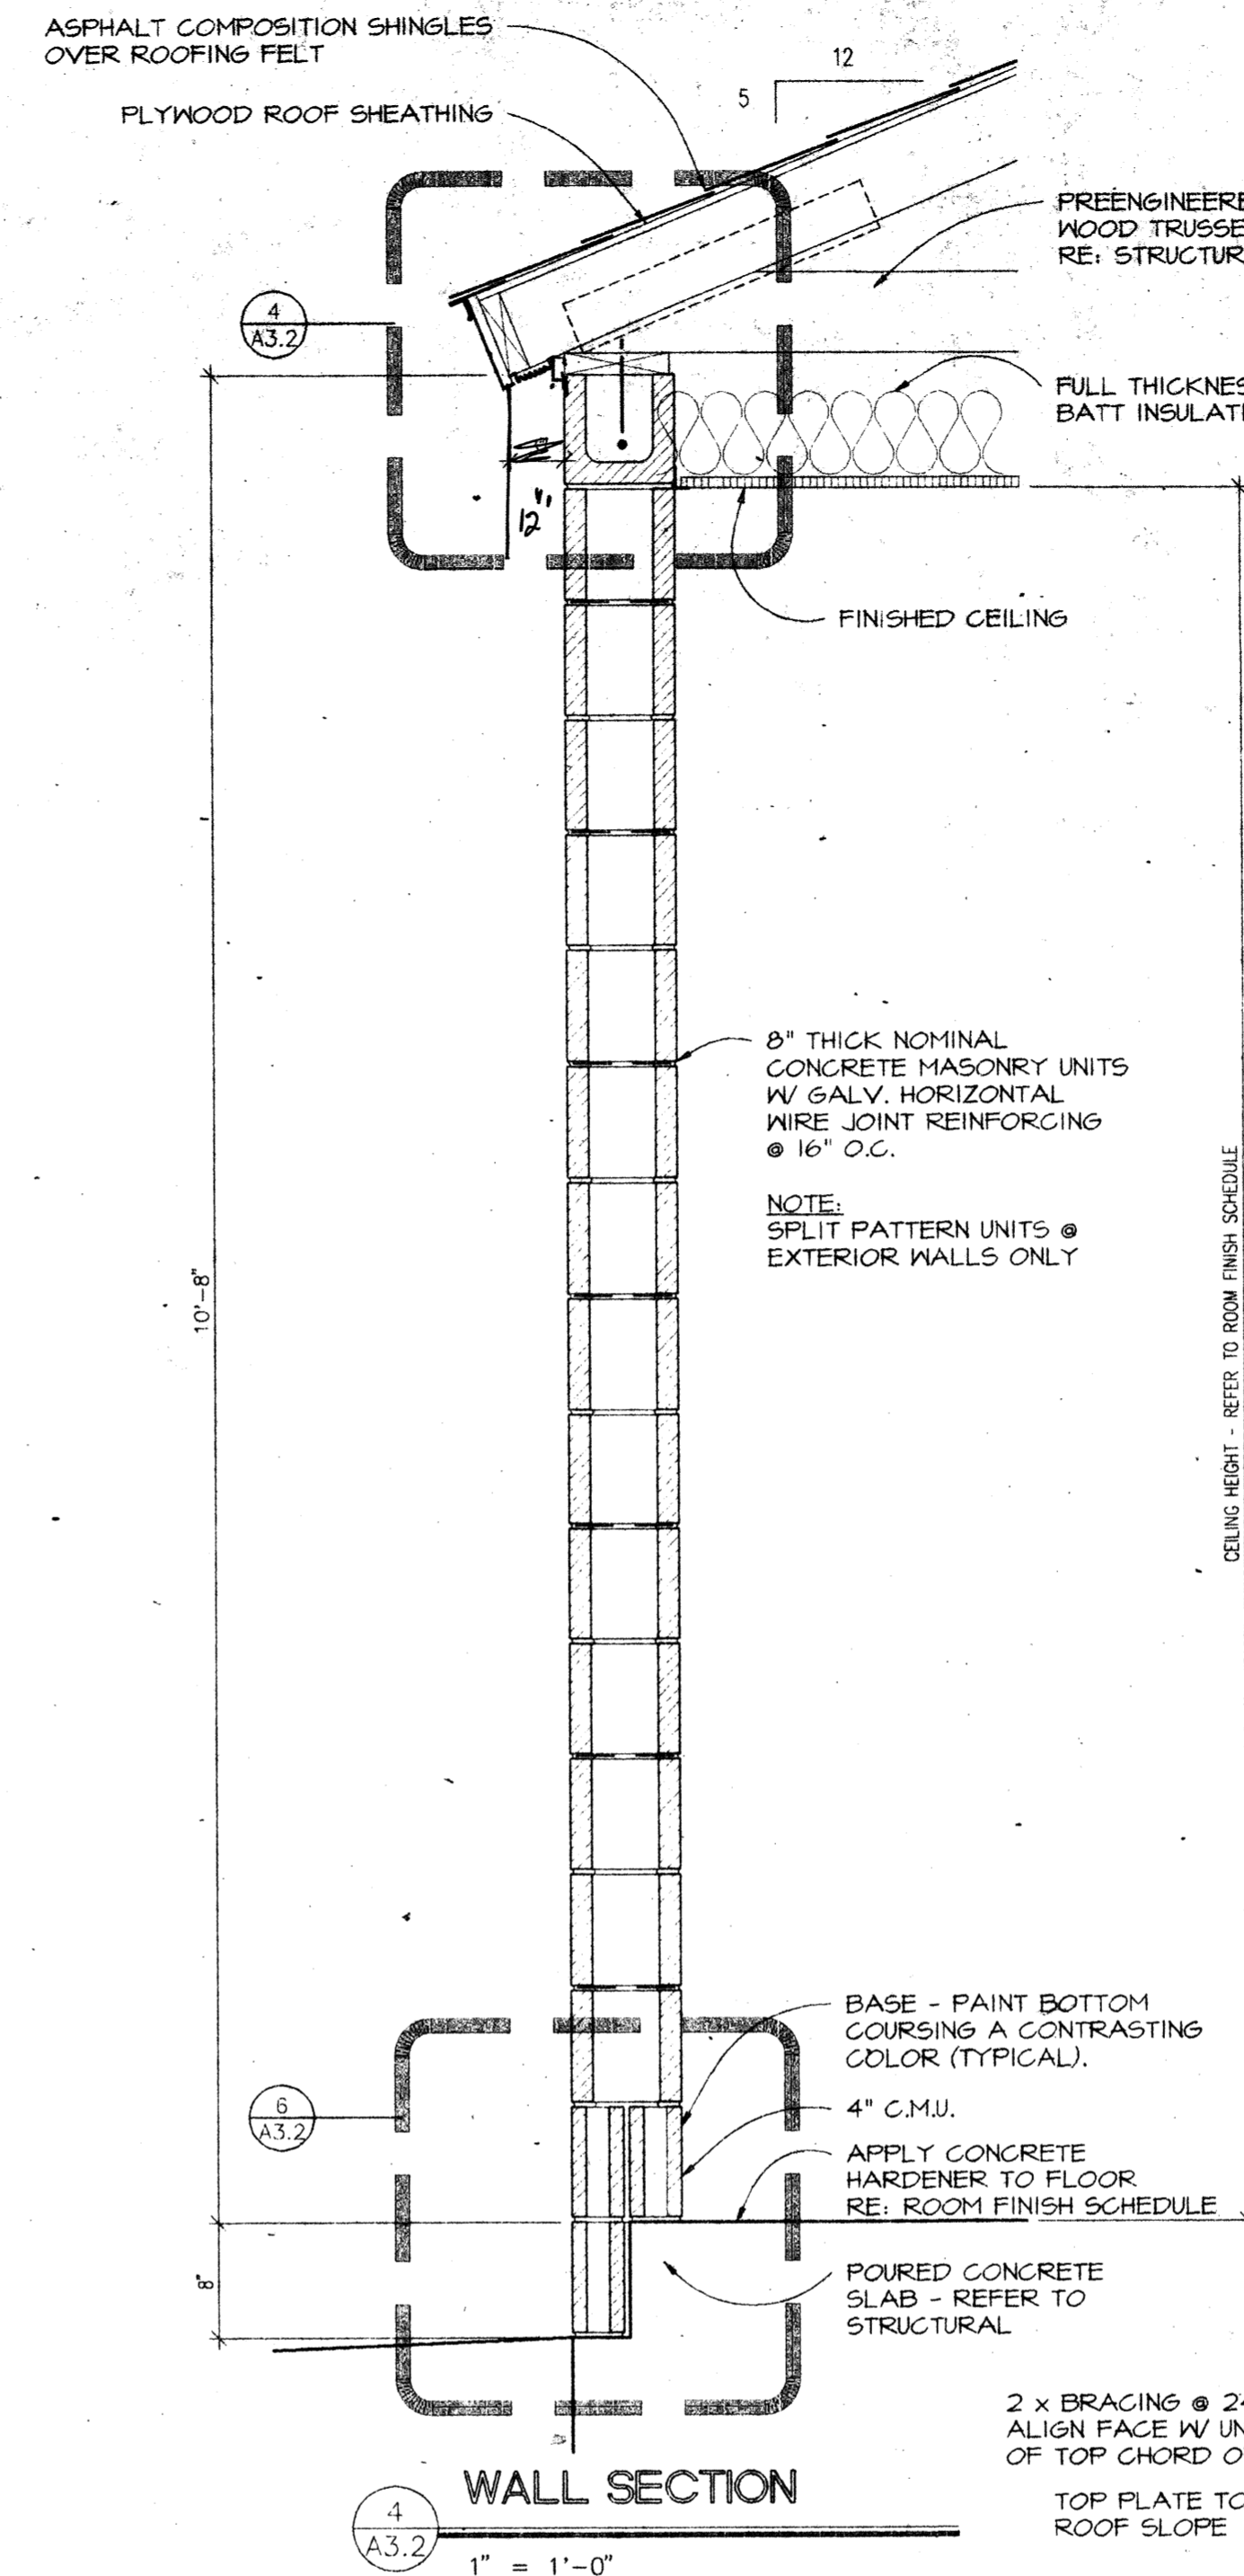 ASPHALT COMPOSITION SHINGLES
OVER ROOFING FELT
12
5
PLYWOOD ROOF SHEATHING
PREENGINEERE
WOOD TRUSSE
RE: STRUCTUR
4
A3.2
FULL THICKNES
BATT INSULATI
12"
FINISHED CEILING
8" THICK NOMINAL
CONCRETE MASONRY UNITS
W/ GALV. HORIZONTAL
WIRE JOINT REINFORCING
@ 16" O.C.
NOTE:
SPLIT PATTERN UNITS @
EXTERIOR WALLS ONLY
10'-8"
CEILING HEIGHT - REFER TO ROOM FINISH SCHEDULE
BASE - PAINT BOTTOM
COURSING A CONTRASTING
COLOR (TYPICAL).
6
A3.2
4" C.M.U.
APPLY CONCRETE
HARDENER TO FLOOR
RE: ROOM FINISH SCHEDULE
8"
POURED CONCRETE
SLAB - REFER TO
STRUCTURAL
2 x BRACING @ 24
ALIGN FACE W/ UN
OF TOP CHORD O
TOP PLATE TO
ROOF SLOPE
WALL SECTION
4
A3.2
1" = 1'-0"